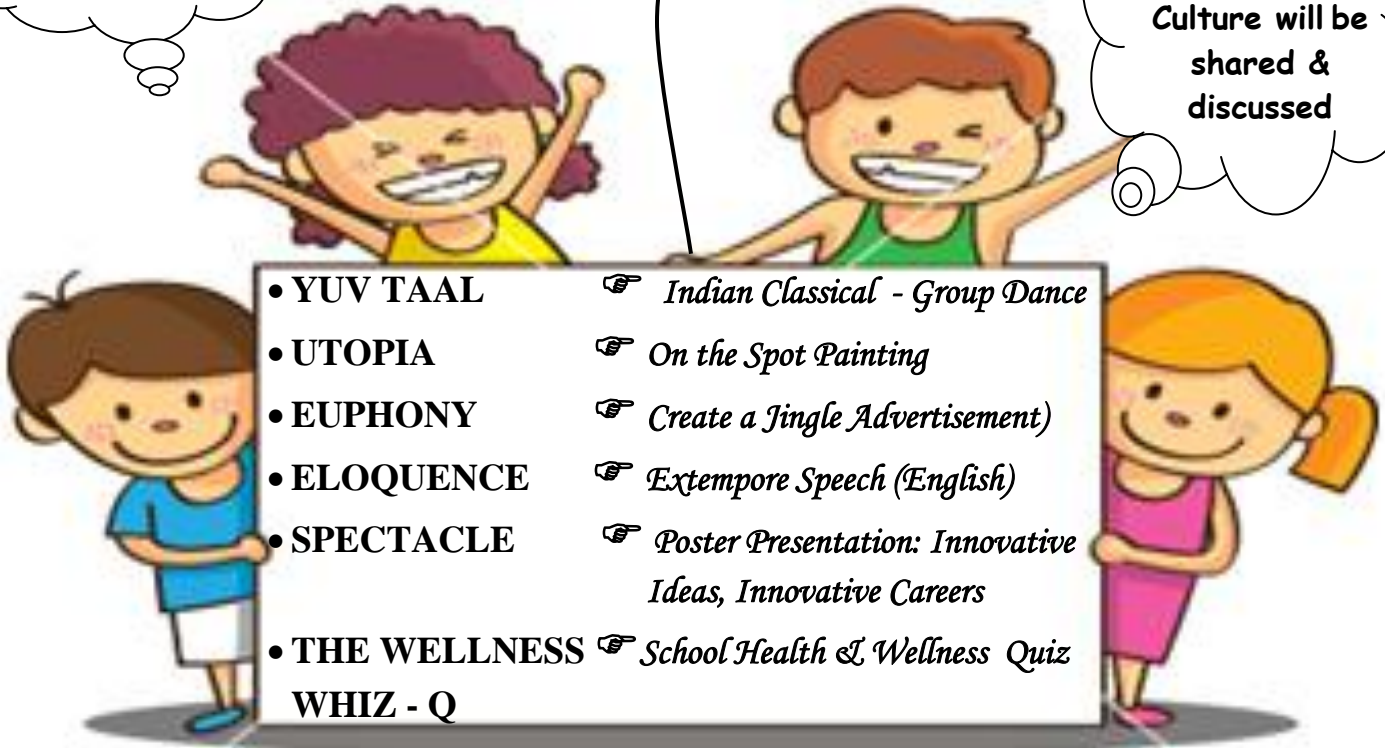 Culture will be
shared &
discussed
• YUV TAAL ☞ Indian Classical - Group Dance
• UTOPIA ☞ On the Spot Painting
• EUPHONY ☞ Create a Jingle Advertisement)
• ELOQUENCE ☞ Extempore Speech (English)
• SPECTACLE ☞ Poster Presentation: Innovative
Ideas, Innovative Careers
• THE WELLNESS ☞ School Health & Wellness Quiz
WHIZ - Q